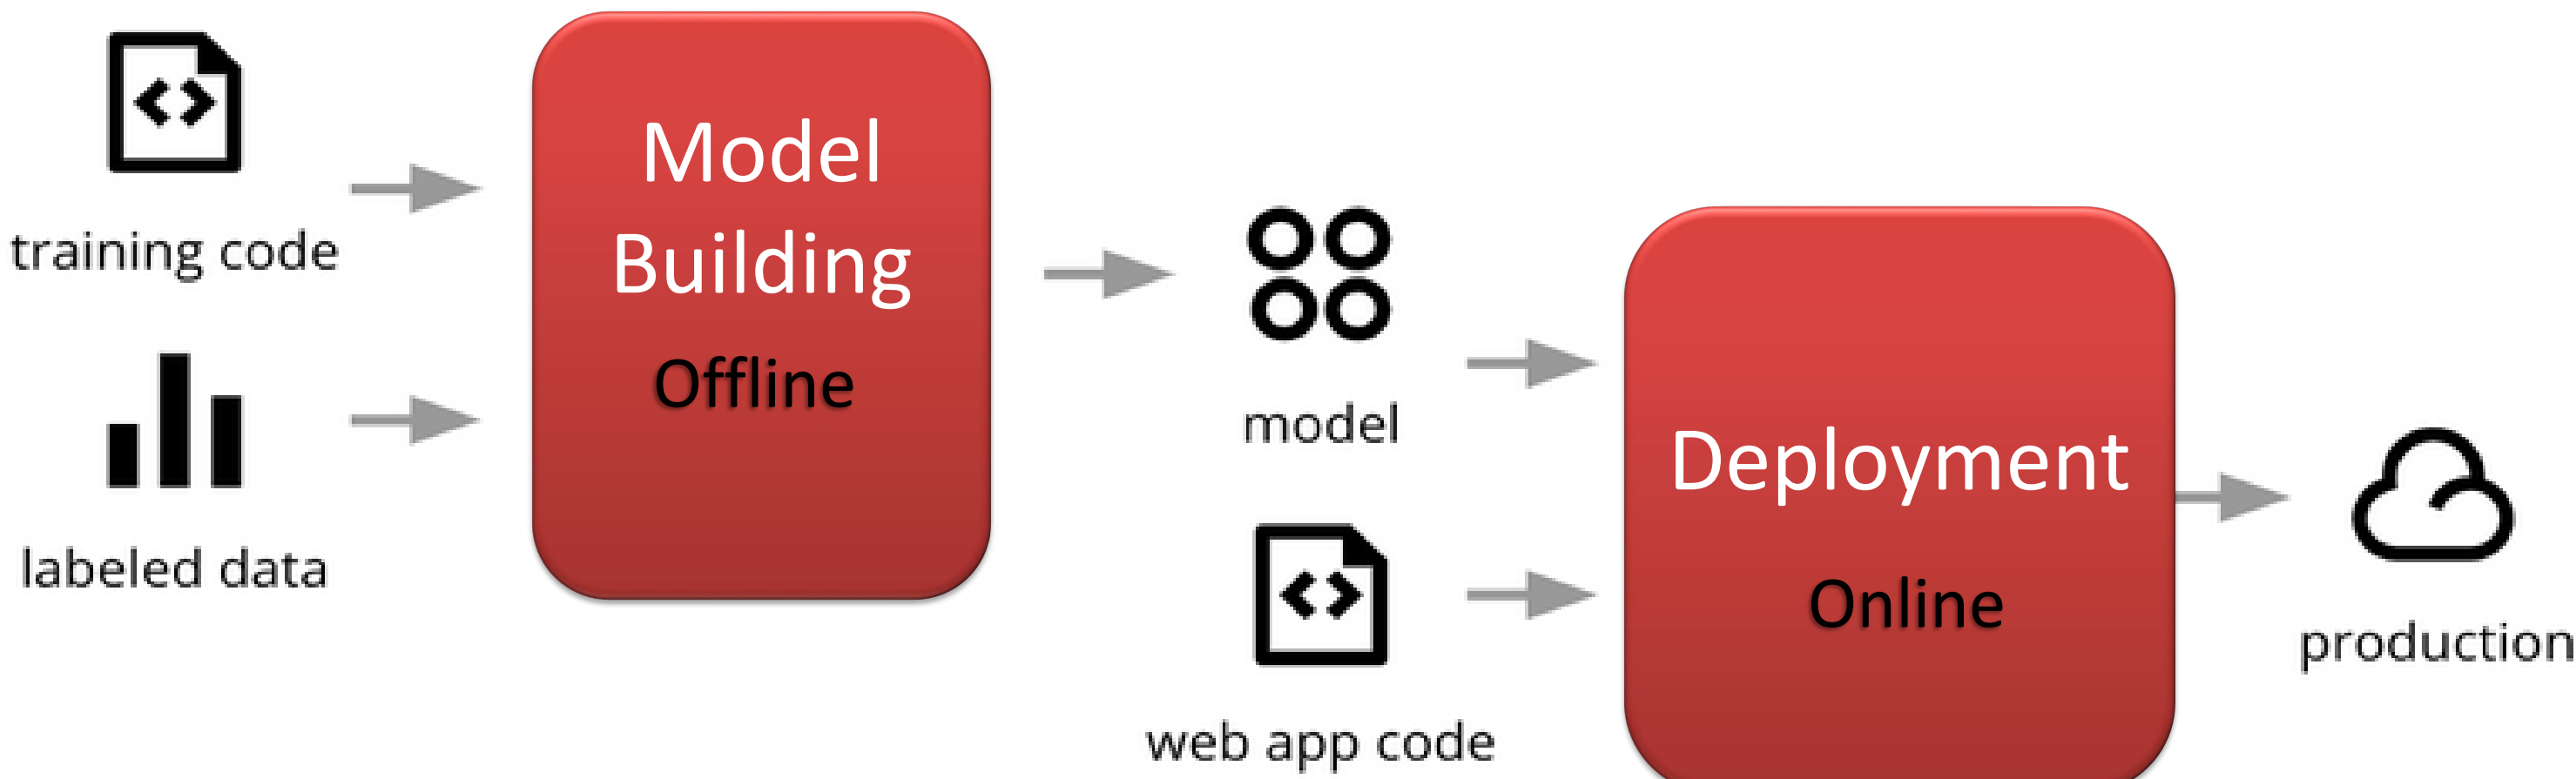 training code
labeled data
Model
Building
Offline
model
web app code
Deployment
Online
production